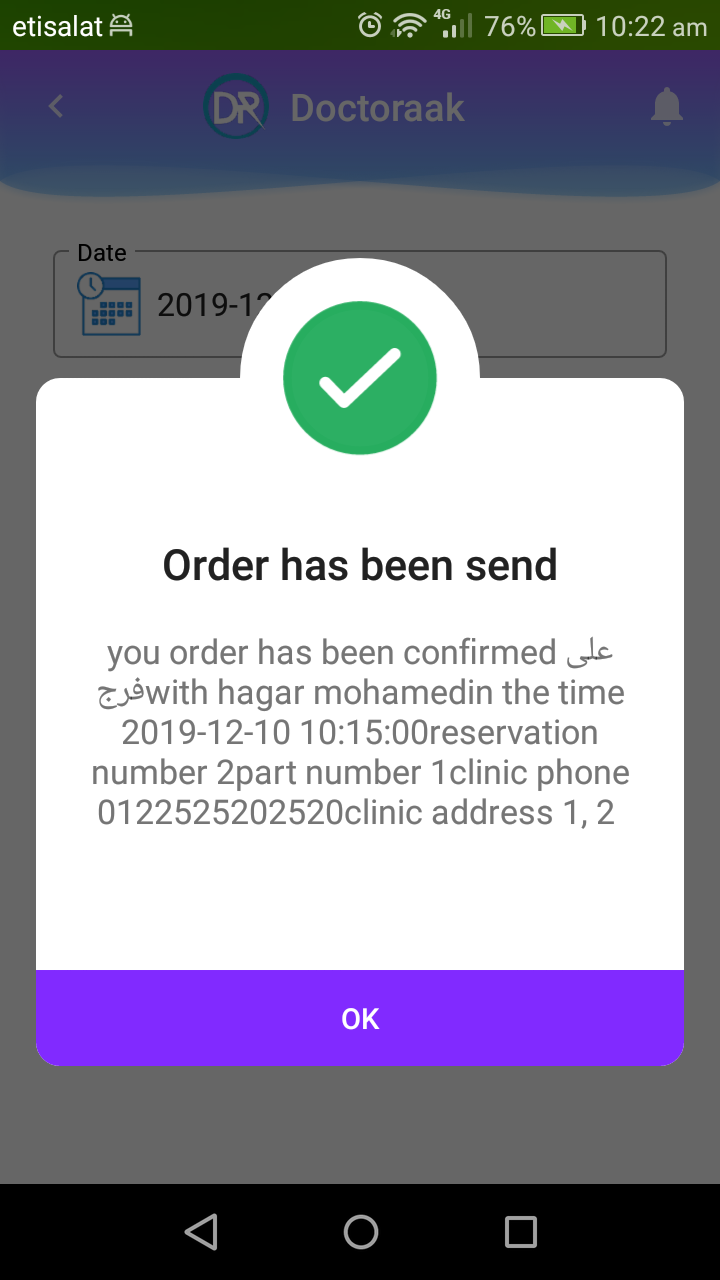 etisalat 4G 76% 10:22 am
DR Doctoraak
Date
2019-12
Order has been send
you order has been confirmed على
فرجwith hagar mohamedin the time
2019-12-10 10:15:00reservation
number 2part number 1clinic phone
0122525202520clinic address 1, 2
OK